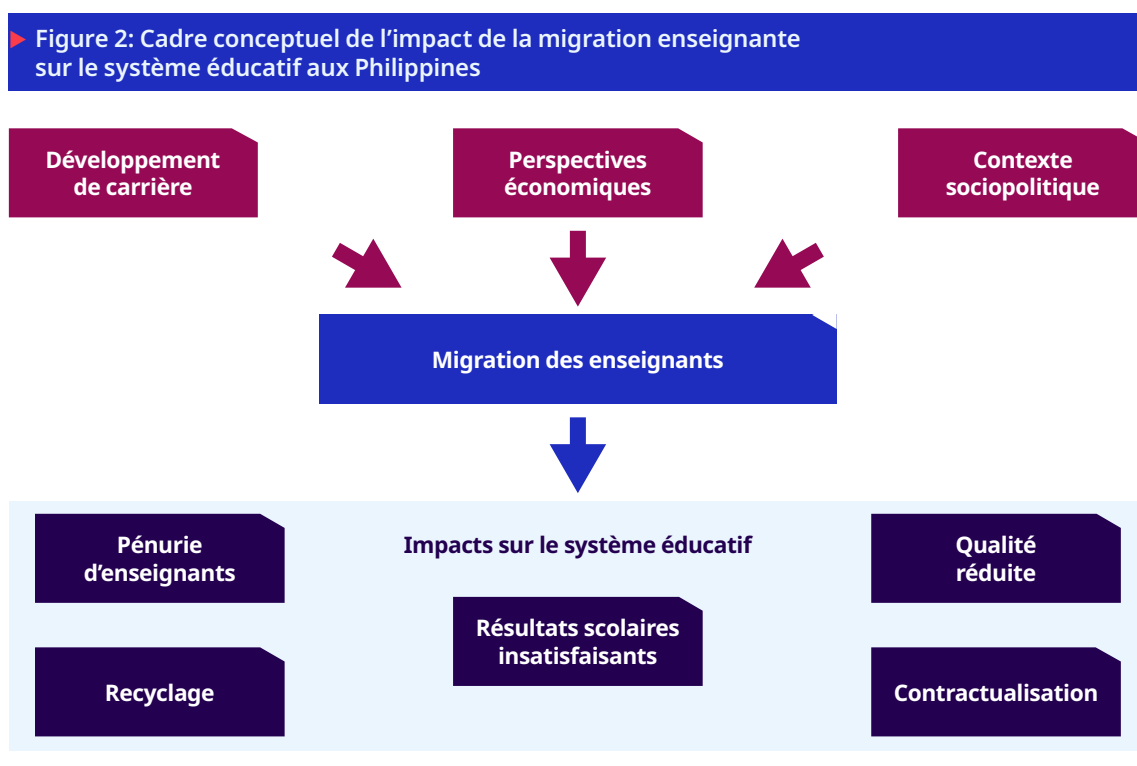 Figure 2: Cadre conceptuel de l’impact de la migration enseignante
sur le système éducatif aux Philippines
Développement
de carrière
Perspectives
économiques
Contexte
sociopolitique
Migration des enseignants
Pénurie
d’enseignants
Impacts sur le système éducatif
Qualité
réduite
Résultats scolaires
insatisfaisants
Recyclage
Contractualisation